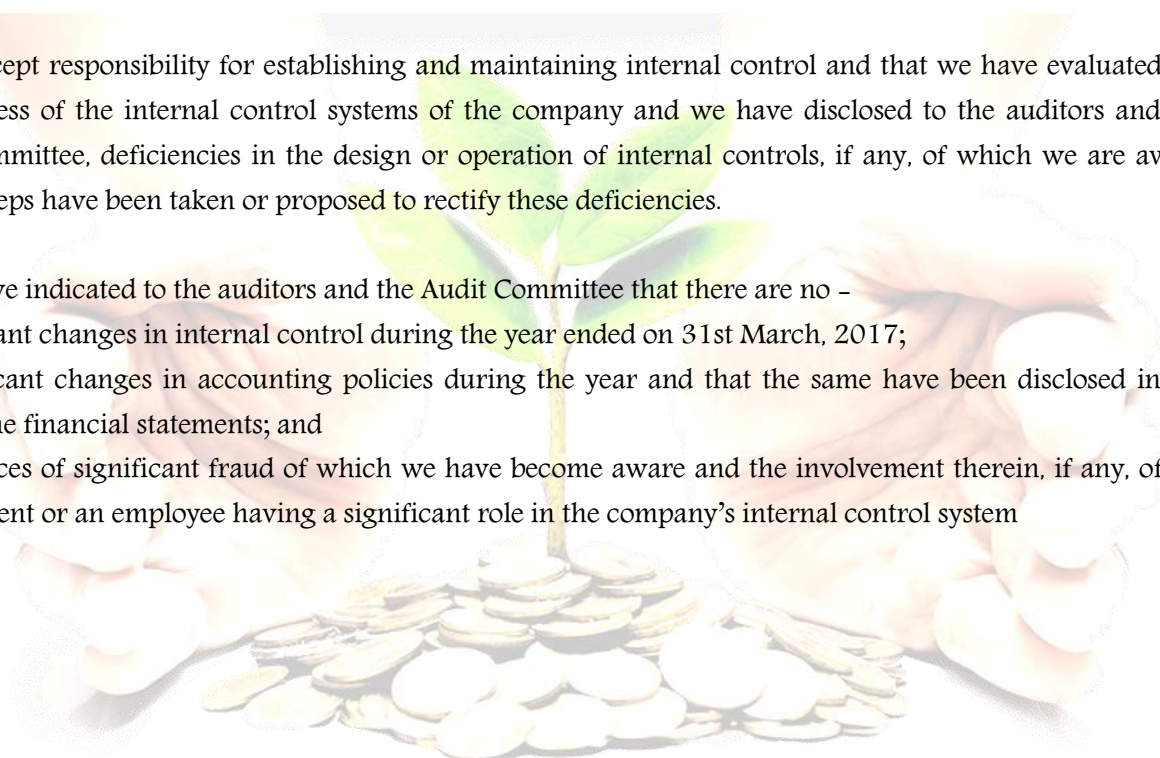 cept responsibility for establishing and maintaining internal control and that we have evaluated
ess of the internal control systems of the company and we have disclosed to the auditors and
mmittee, deficiencies in the design or operation of internal controls, if any, of which we are aw
eps have been taken or proposed to rectify these deficiencies.
ve indicated to the auditors and the Audit Committee that there are no –
ant changes in internal control during the year ended on 31st March, 2017;
cant changes in accounting policies during the year and that the same have been disclosed in
he financial statements; and
ces of significant fraud of which we have become aware and the involvement therein, if any, of
ent or an employee having a significant role in the company’s internal control system